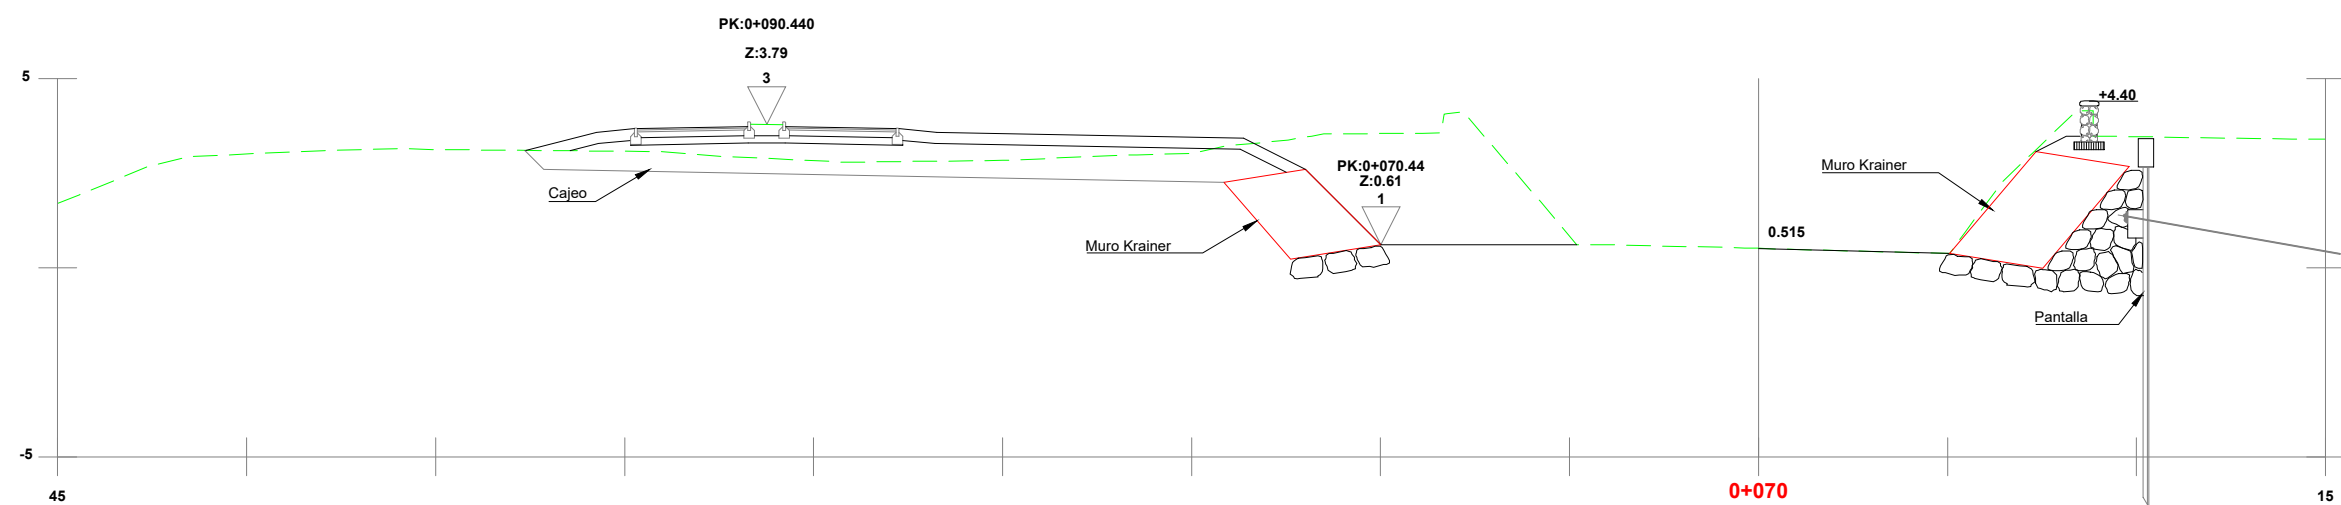 PK:0+090.440
Z:3.79
3
5
+4.40
PK:0+070.44
Z:0.61
1
Muro Krainer
Cajeo
0.515
Muro Krainer
Pantalla
-5
45
0+070
15